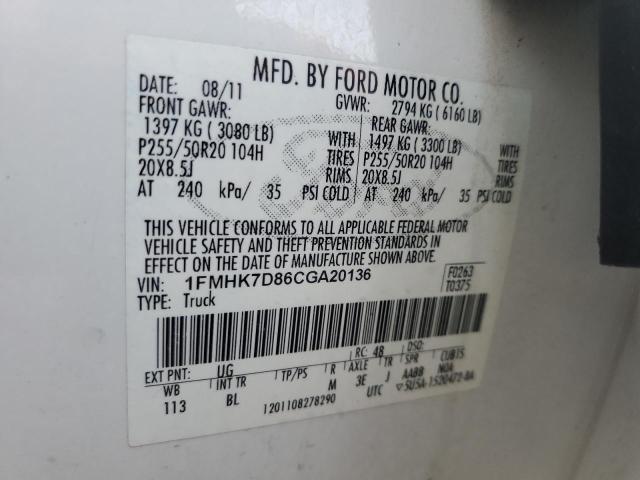 MFD. BY FORD MOTOR CO.
DATE: 08/11 GVWR: 2794 KG ( 6160 LB)
FRONT GAWR: REAR GAWR:
1397 KG ( 3080 LB) WITH 1497 KG ( 3300 LB) WITH
P255/50R20 104H TIRES P255/50R20 104H TIRES
20X8.5J RIMS 20X8.5J RIMS
AT 240 kPa/ 35 PSI COLD AT 240 kPa/ 35 PSI COLD
THIS VEHICLE CONFORMS TO ALL APPLICABLE FEDERAL MOTOR
VEHICLE SAFETY AND THEFT PREVENTION STANDARDS IN
EFFECT ON THE DATE OF MANUFACTURE SHOWN ABOVE.
VIN: 1FMHK7D86CGA20136 F0263
TYPE: Truck T0375
EXT PNT: UG RC: 48 DSO:
WB INT TR TP/PS R AXLE TR SPR CUBTS
113 BL M 3E J AABB NOA
1201108278290 UTC